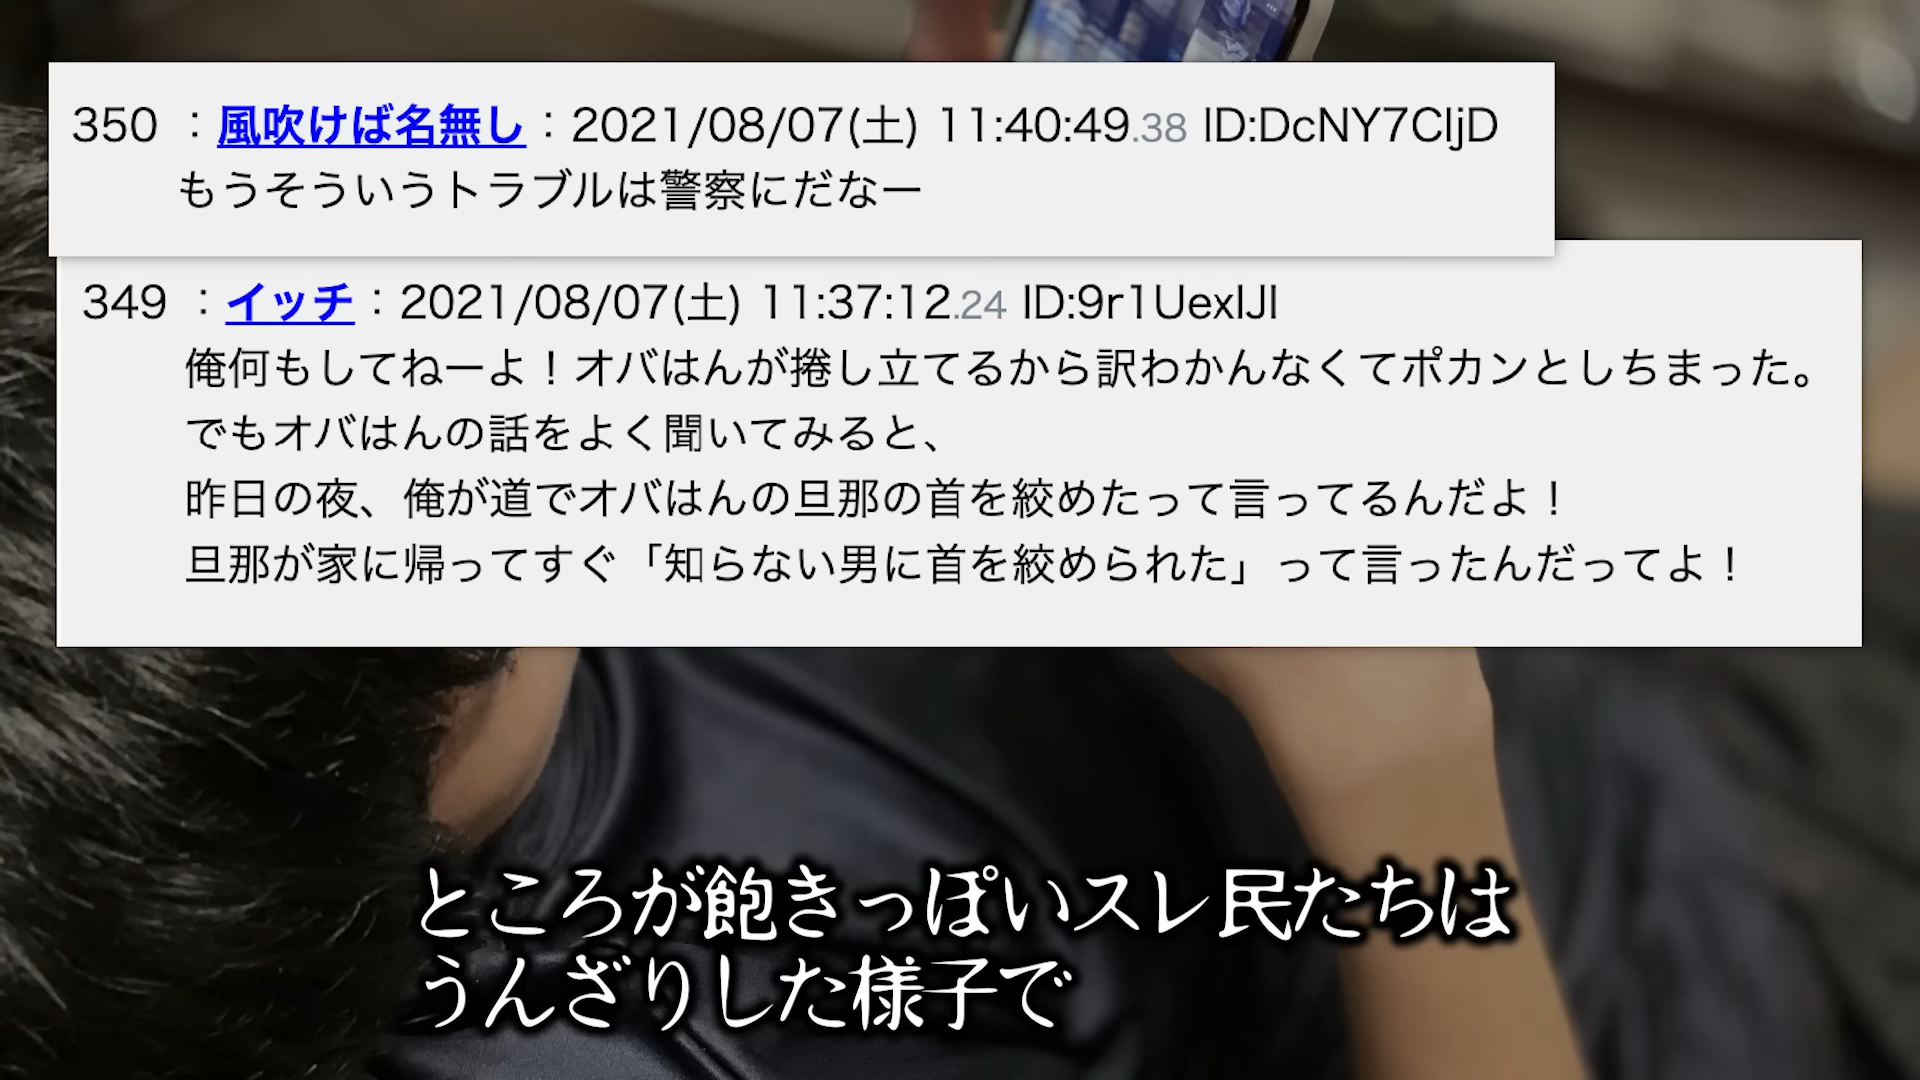 350 ：風吹けば名無し：2021/08/07(土) 11:40:49.38 ID:DcNY7CljD
もうそういうトラブルは警察にだなー
349 ：イッチ：2021/08/07(土) 11:37:12.24 ID:9r1UexlJl
俺何もしてねーよ！オバはんが捲し立てるから訳わかんなくてポカンとしちまった。
でもオバはんの話をよく聞いてみると、
昨日の夜、俺が道でオバはんの旦那の首を絞めたって言ってるんだよ！
旦那が家に帰ってすぐ「知らない男に首を絞められた」って言ったんだってよ！
ところが飽きっぽいスレ民たちは
うんざりした様子で